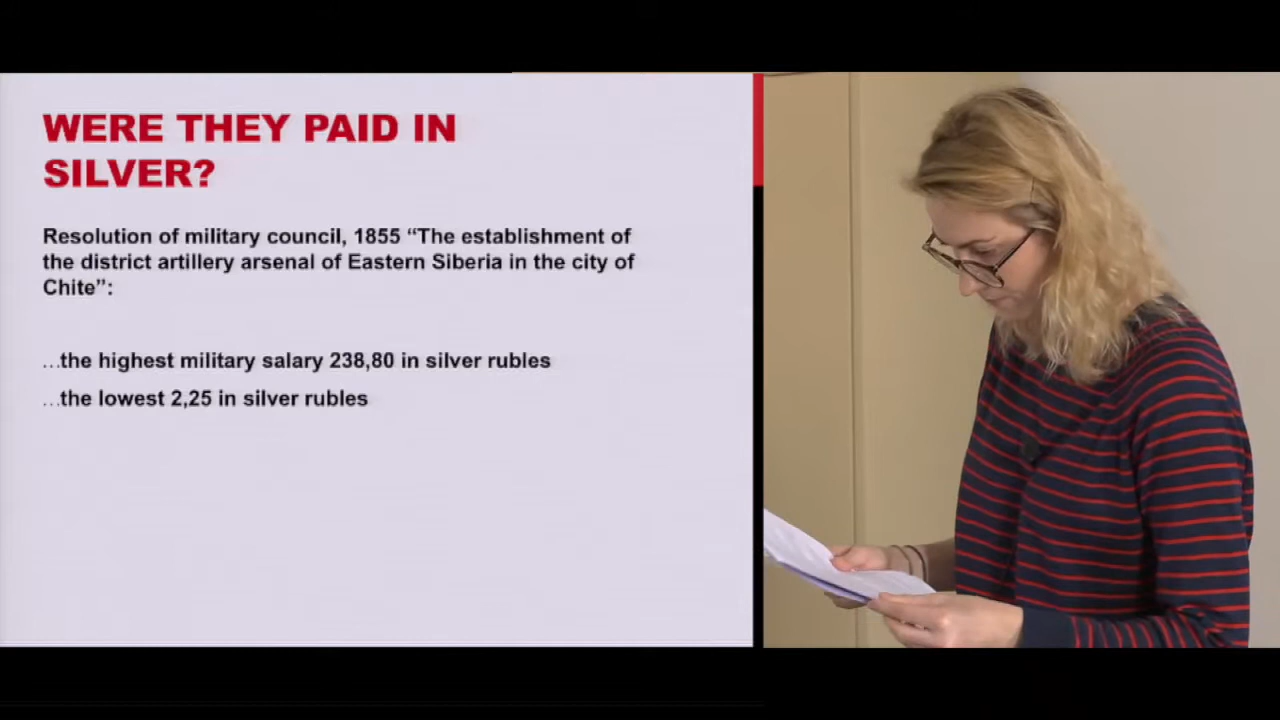 WERE THEY PAID IN
SILVER?
Resolution of military council, 1855 “The establishment of
the district artillery arsenal of Eastern Siberia in the city of
Chite”:
…the highest military salary 238,80 in silver rubles
…the lowest 2,25 in silver rubles